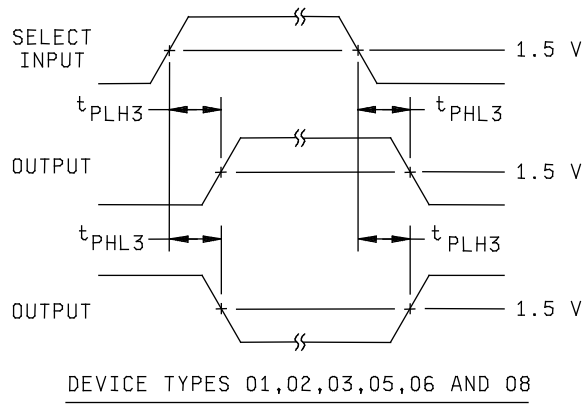 SELECT
INPUT
1.5 V
tPLH3
tPHL3
OUTPUT
1.5 V
tPHL3
tPLH3
OUTPUT
1.5 V
DEVICE TYPES 01,02,03,05,06 AND 08